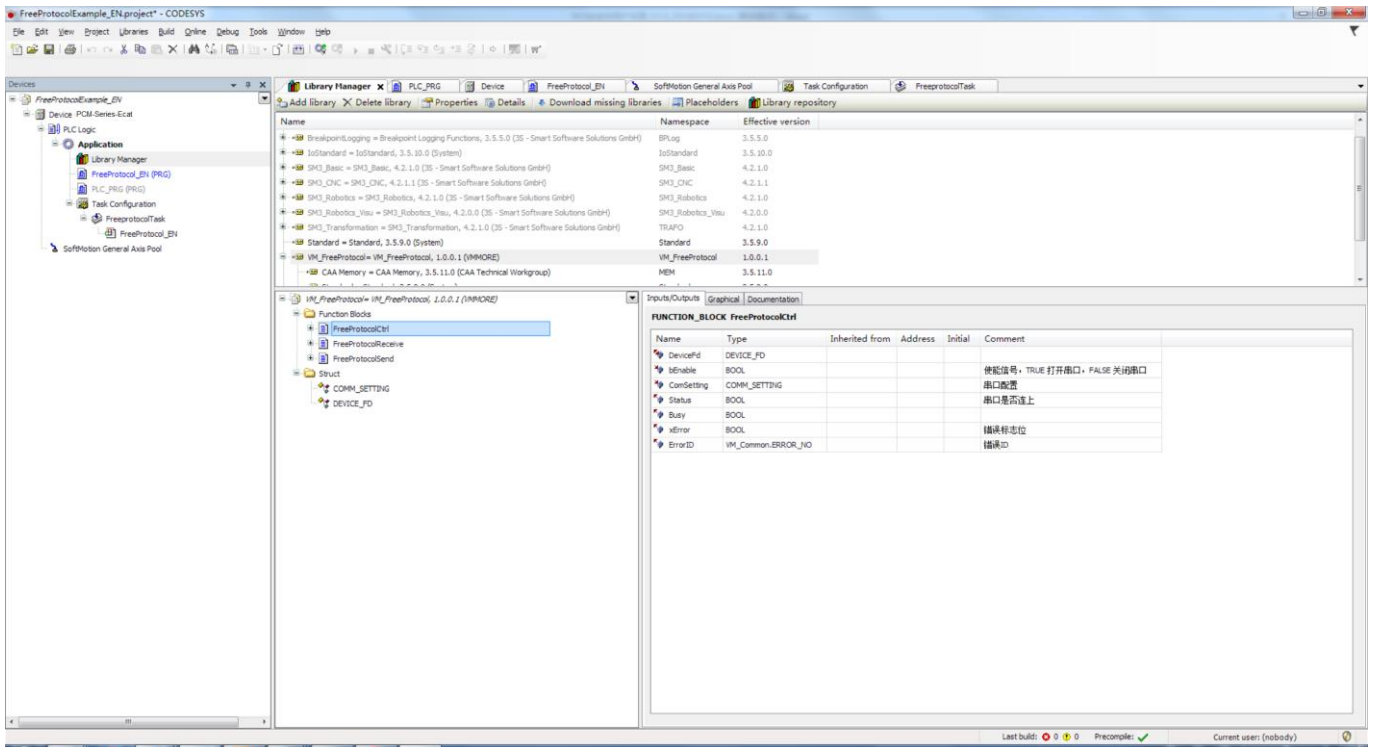 FreeProtocolExample_EN.project* - CODESYS
File Edit View Project Libraries Build Online Debug Tools Window Help
Devices
FreeProtocolExample_EN
Device PCM-Series-Ecat
PLC Logic
Application
Library Manager
FreeProtocol_EN (PRG)
PLC_PRG (PRG)
Task Configuration
FreeprotocolTask
FreeProtocol_EN
SoftMotion General Axis Pool
Library Manager PLC_PRG Device FreeProtocol_EN SoftMotion General Axis Pool Task Configuration FreeprotocolTask
Add library Delete library Properties Details Download missing libraries Placeholders Library repository
Name Namespace Effective version
BreakpointLogging = Breakpoint Logging Functions, 3.5.5.0 (3S - Smart Software Solutions GmbH) BPLog 3.5.5.0
IoStandard = IoStandard, 3.5.10.0 (System) IoStandard 3.5.10.0
SM3_Basic = SM3_Basic, 4.2.1.0 (3S - Smart Software Solutions GmbH) SM3_Basic 4.2.1.0
SM3_CNC = SM3_CNC, 4.2.1.1 (3S - Smart Software Solutions GmbH) SM3_CNC 4.2.1.1
SM3_Robotics = SM3_Robotics, 4.2.1.0 (3S - Smart Software Solutions GmbH) SM3_Robotics 4.2.1.0
SM3_Robotics_Visu = SM3_Robotics_Visu, 4.2.0.0 (3S - Smart Software Solutions GmbH) SM3_Robotics_Visu 4.2.0.0
SM3_Transformation = SM3_Transformation, 4.2.1.0 (3S - Smart Software Solutions GmbH) TRAFO 4.2.1.0
Standard = Standard, 3.5.9.0 (System) Standard 3.5.9.0
VM_FreeProtocol= VM_FreeProtocol, 1.0.0.1 (VMMORE) VM_FreeProtocol 1.0.0.1
CAA Memory = CAA Memory, 3.5.11.0 (CAA Technical Workgroup) MEM 3.5.11.0
VM_FreeProtocol= VM_FreeProtocol, 1.0.0.1 (VMMORE)
Function Blocks
FreeProtocolCtrl
FreeProtocolReceive
FreeProtocolSend
Struct
COMM_SETTING
DEVICE_FD
Inputs/Outputs Graphical Documentation
FUNCTION_BLOCK FreeProtocolCtrl
Name Type Inherited from Address Initial Comment
DeviceFd DEVICE_FD
bEnable BOOL 使能信号，TRUE 打开串口，FALSE 关闭串口
ComSetting COMM_SETTING 串口配置
Status BOOL 串口是否连上
Busy BOOL
xError BOOL 错误标志位
ErrorID VM_Common.ERROR_NO 错误ID
Last build: 0 0 Precompile: Current user: (nobody)